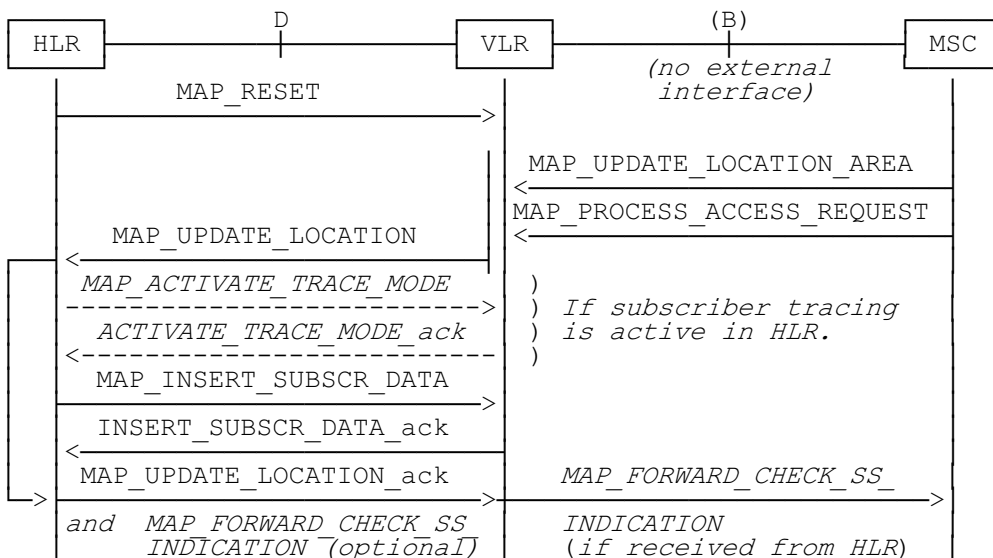 D (B)
HLR VLR MSC
(no external
interface)
MAP_RESET
MAP_UPDATE_LOCATION_AREA
MAP_PROCESS_ACCESS_REQUEST
MAP_UPDATE_LOCATION
MAP_ACTIVATE_TRACE_MODE )
) If subscriber tracing
ACTIVATE_TRACE_MODE_ack ) is active in HLR.
)
MAP_INSERT_SUBSCR_DATA
INSERT_SUBSCR_DATA_ack
MAP_UPDATE_LOCATION_ack MAP_FORWARD_CHECK_SS_
and MAP_FORWARD_CHECK_SS_ INDICATION
INDICATION (optional) (if received from HLR)